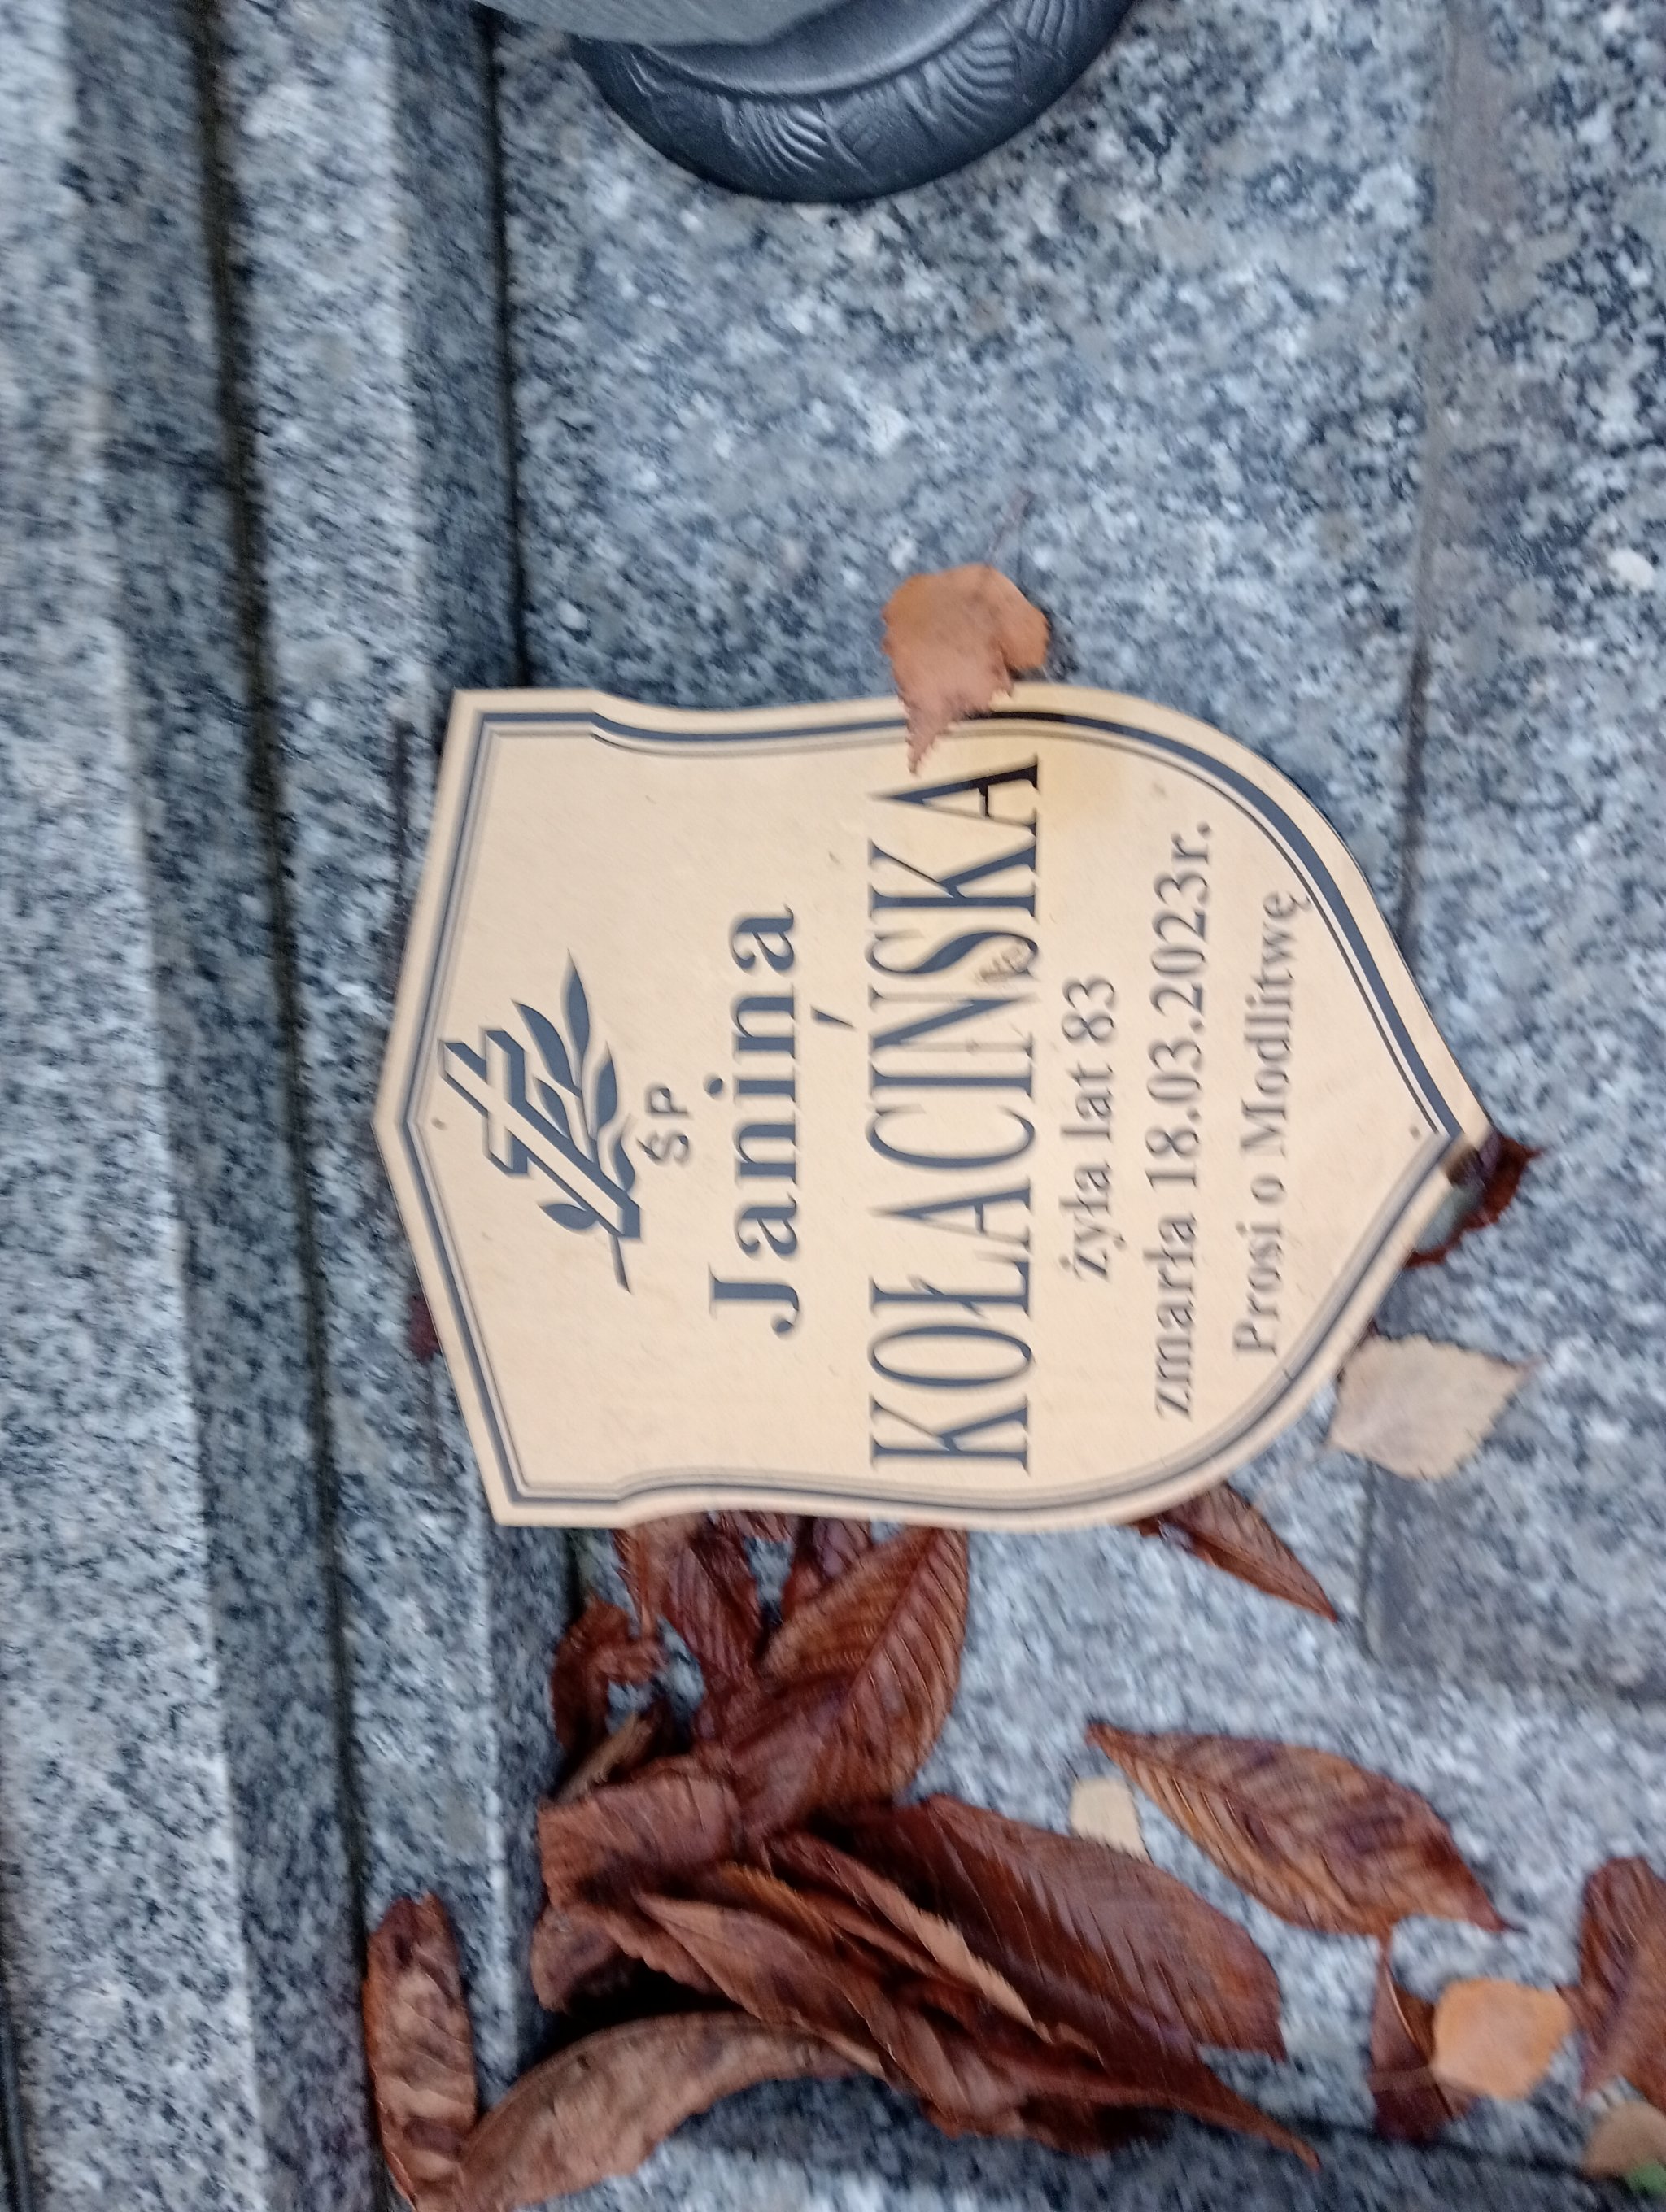 ŚP
Janina
KOŁACIŃSKA
żyła lat 83
zmarła 18.03.2023r.
Prosi o Modlitwę